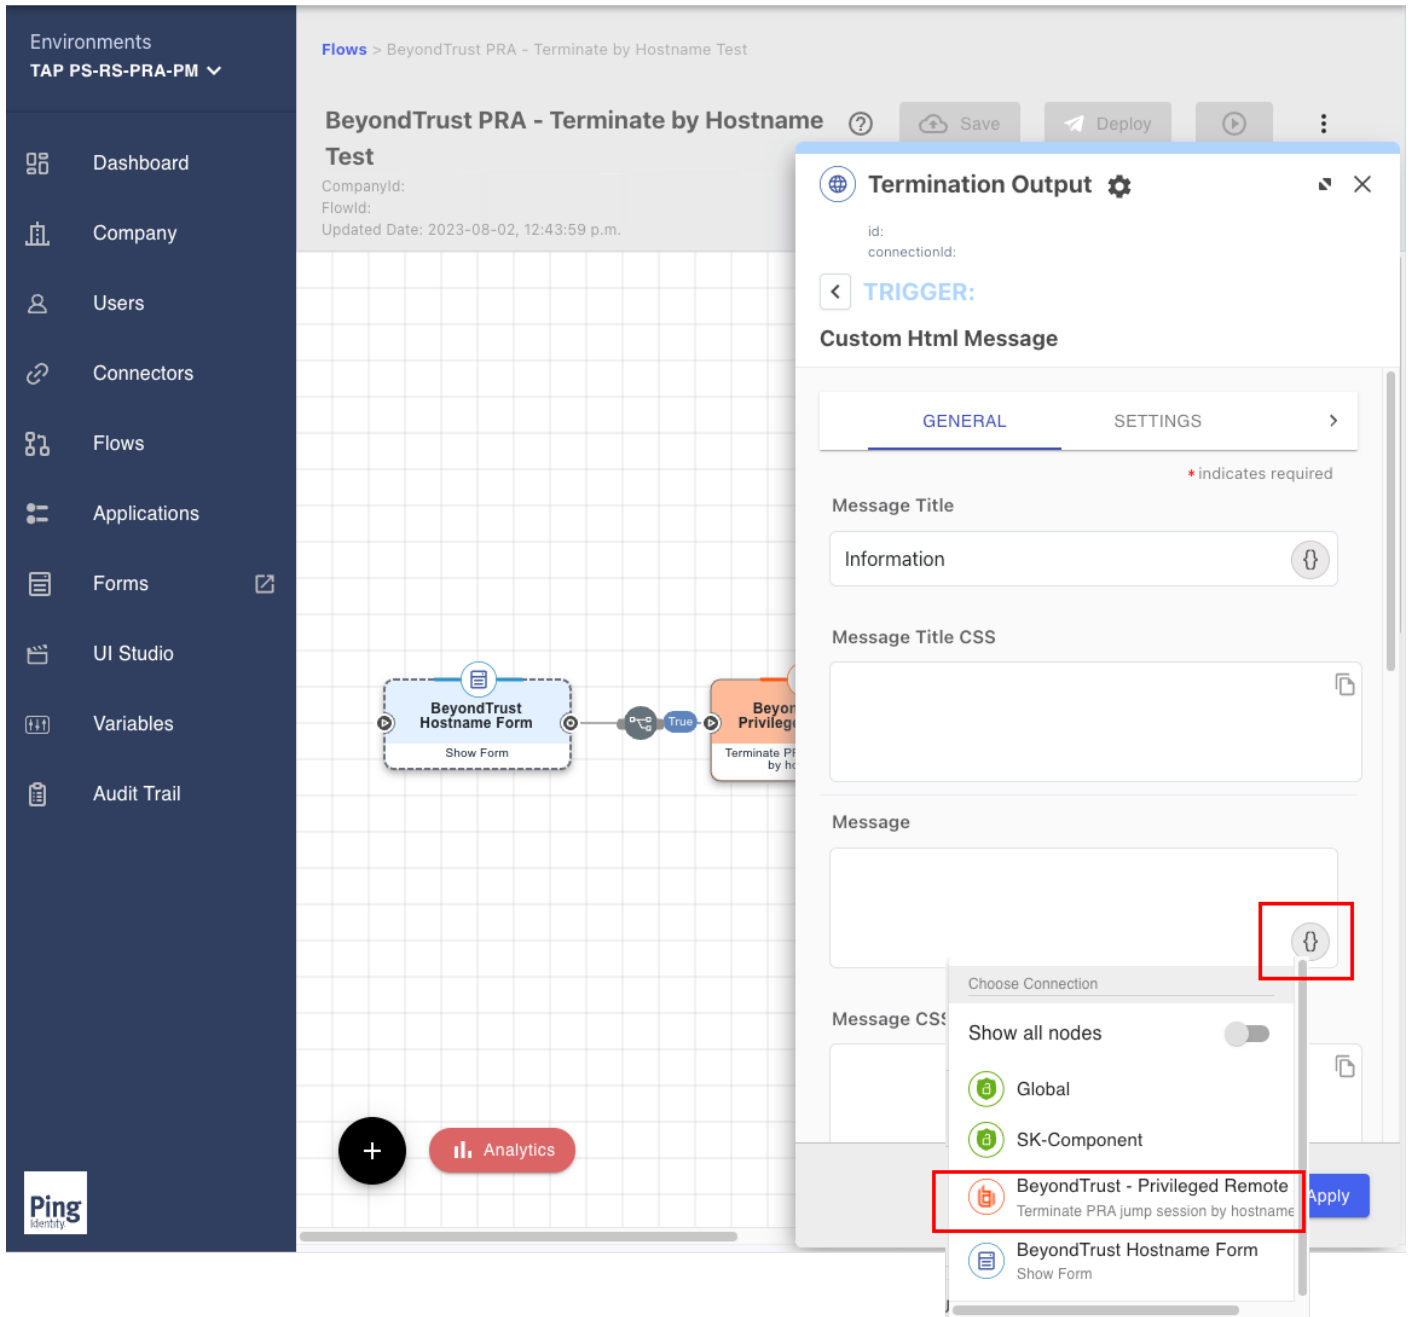 Environments
TAP PS-RS-PRA-PM
Dashboard
Company
Users
Connectors
Flows
Applications
Forms
UI Studio
Variables
Audit Trail
Ping
Identity
Flows > BeyondTrust PRA - Terminate by Hostname Test
BeyondTrust PRA - Terminate by Hostname
Test
Save
Deploy
CompanyId:
FlowId:
Updated Date: 2023-08-02, 12:43:59 p.m.
BeyondTrust
Hostname Form
Show Form
True
Beyon
Privileg
Terminate PR
by ho
Analytics
Termination Output
id:
connectionId:
TRIGGER:
Custom Html Message
GENERAL
SETTINGS
* indicates required
Message Title
Information
{}
Message Title CSS
Message
{}
Message CSS
Choose Connection
Show all nodes
Global
SK-Component
BeyondTrust - Privileged Remote
Terminate PRA jump session by hostname
BeyondTrust Hostname Form
Show Form
Apply